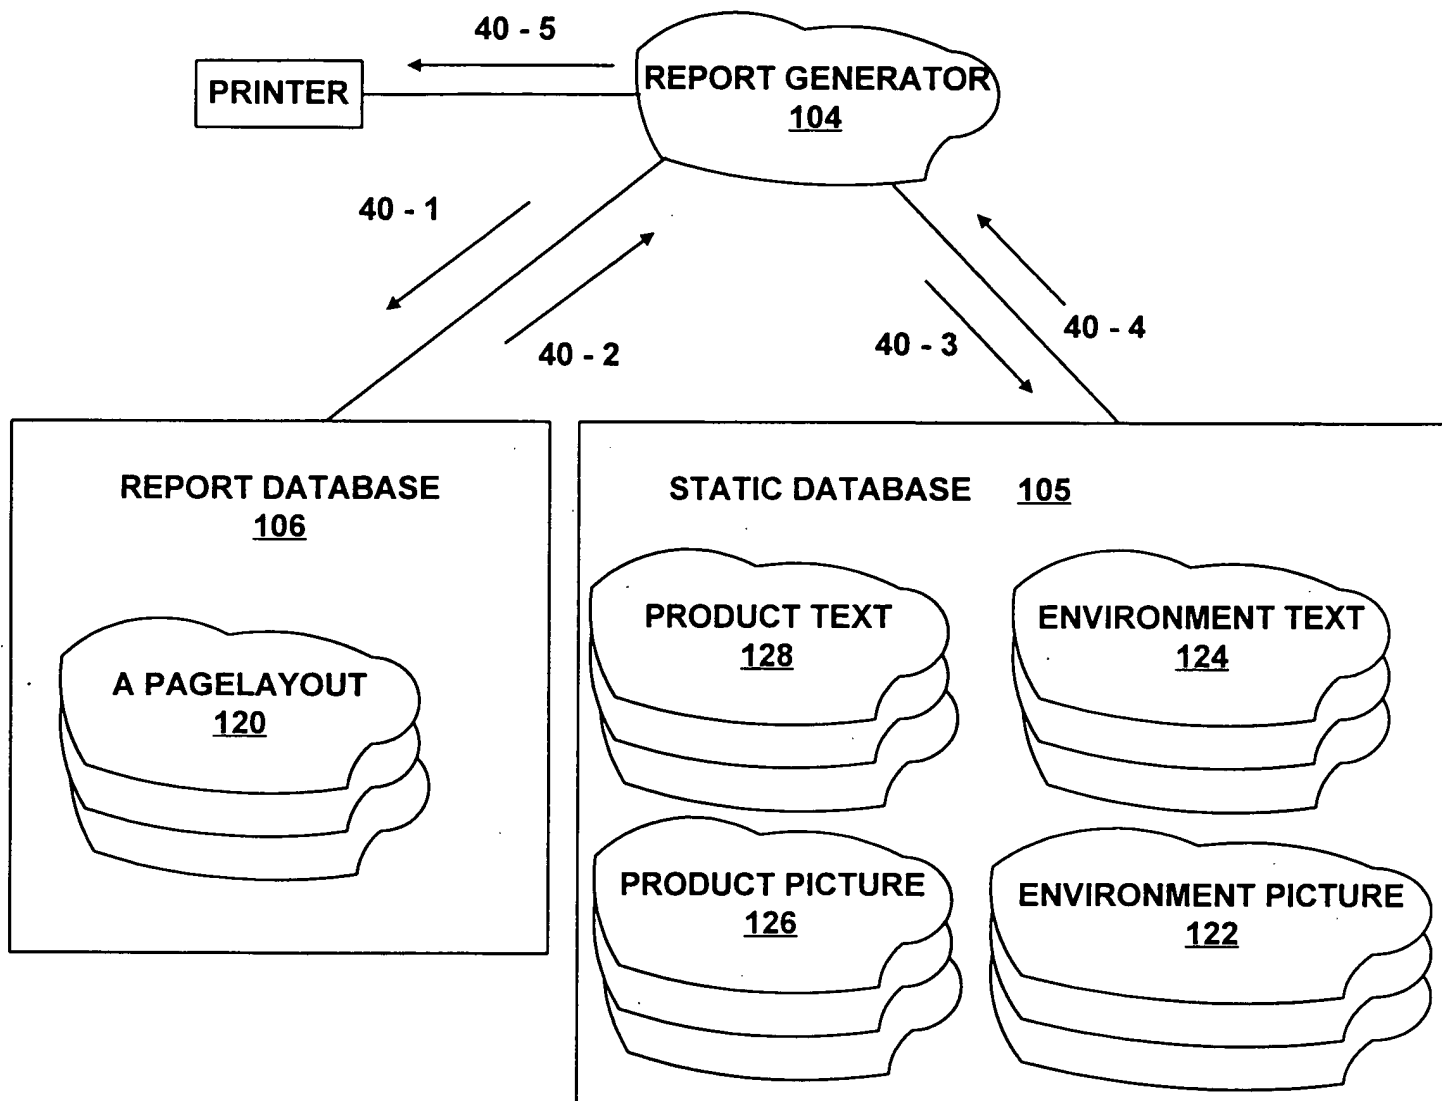 40 - 5
PRINTER
REPORT GENERATOR
104
40 - 1
40 - 2
40 - 3
40 - 4
REPORT DATABASE
106
A PAGELAYOUT
120
STATIC DATABASE 105
PRODUCT TEXT
128
ENVIRONMENT TEXT
124
PRODUCT PICTURE
126
ENVIRONMENT PICTURE
122